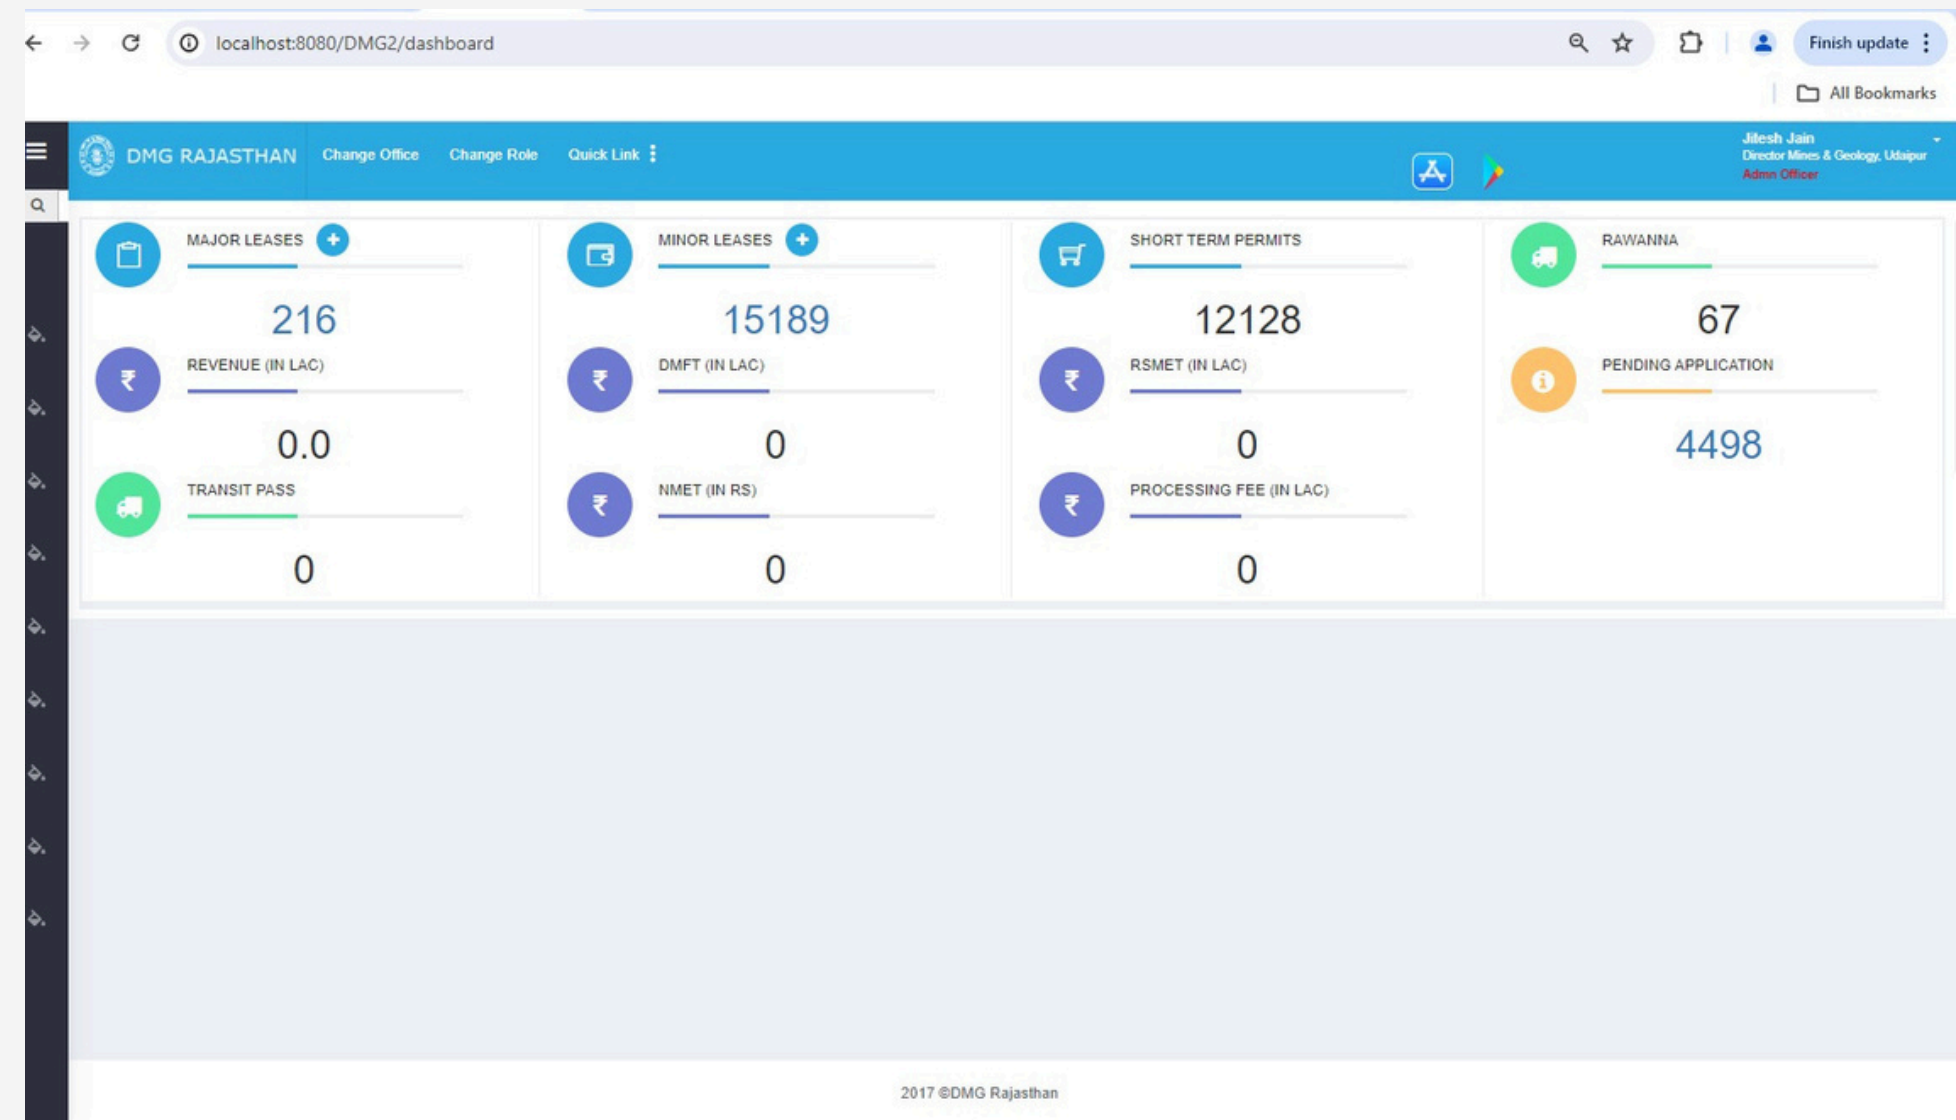 localhost:8080/DMG2/dashboard
Finish update
All Bookmarks
DMG RAJASTHAN Change Office Change Role Quick Link
Jitesh Jain
Director Mines & Geology, Udaipur
Admn Officer
MAJOR LEASES MINOR LEASES SHORT TERM PERMITS RAWANNA
216 15189 12128 67
REVENUE (IN LAC) DMFT (IN LAC) RSMET (IN LAC) PENDING APPLICATION
0.0 0 0 4498
TRANSIT PASS NMET (IN RS) PROCESSING FEE (IN LAC)
0 0 0
2017 ©DMG Rajasthan